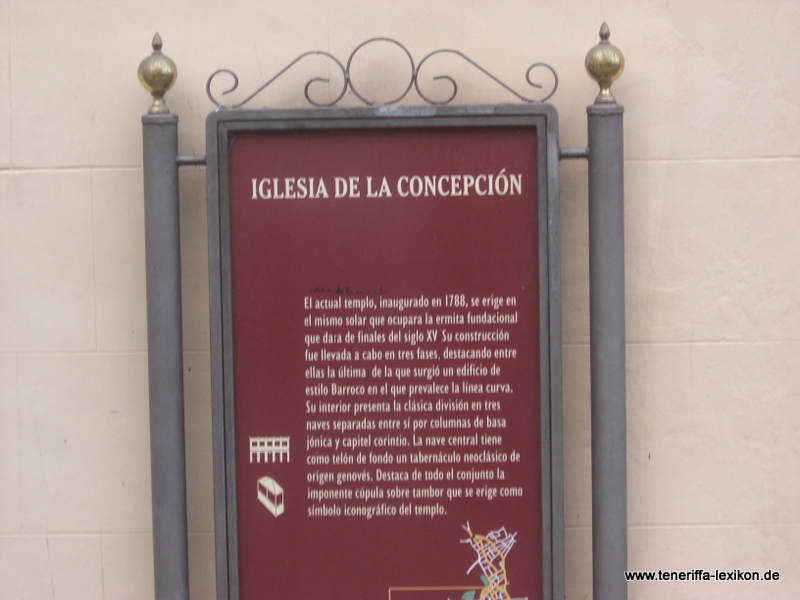 IGLESIA DE LA CONCEPCIÓN
El actual templo, inaugurado en 1788, se erige en
el mismo solar que ocupara la ermita fundacional
que data de finales del siglo XV Su construcción
fue llevada a cabo en tres fases, destacando entre
ellas la última de la que surgió un edificio de
estilo Barroco en el que prevalece la línea curva.
Su interior presenta la clásica división en tres
naves separadas entre sí por columnas de basa
jónica y capitel corintio. La nave central tiene
como telón de fondo un tabernáculo neoclásico de
origen genovés. Destaca de todo el conjunto la
imponente cúpula sobre tambor que se erige como
símbolo iconográfico del templo.
www.teneriffa-lexikon.de